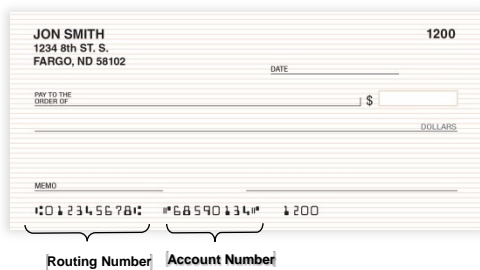 JON SMITH
1200
1234 8th ST. S.
FARGO, ND 58102
DATE
PAY TO THE
ORDER OF
$
DOLLARS
MEMO
⑆012345678⑆ ⑈68590134⑈ 1200
Routing Number
Account Number